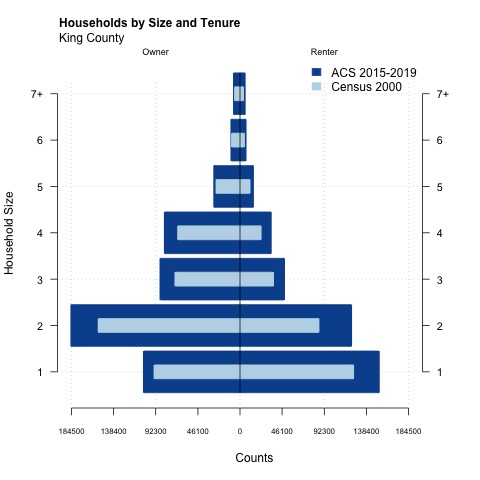 Households by Size and Tenure
King County
Owner Renter
ACS 2015-2019
Census 2000
7+ 7+
6 6
5 5
4 4
3 3
2 2
1 1
Household Size
184500 138400 92300 46100 0 46100 92300 138400 184500
Counts